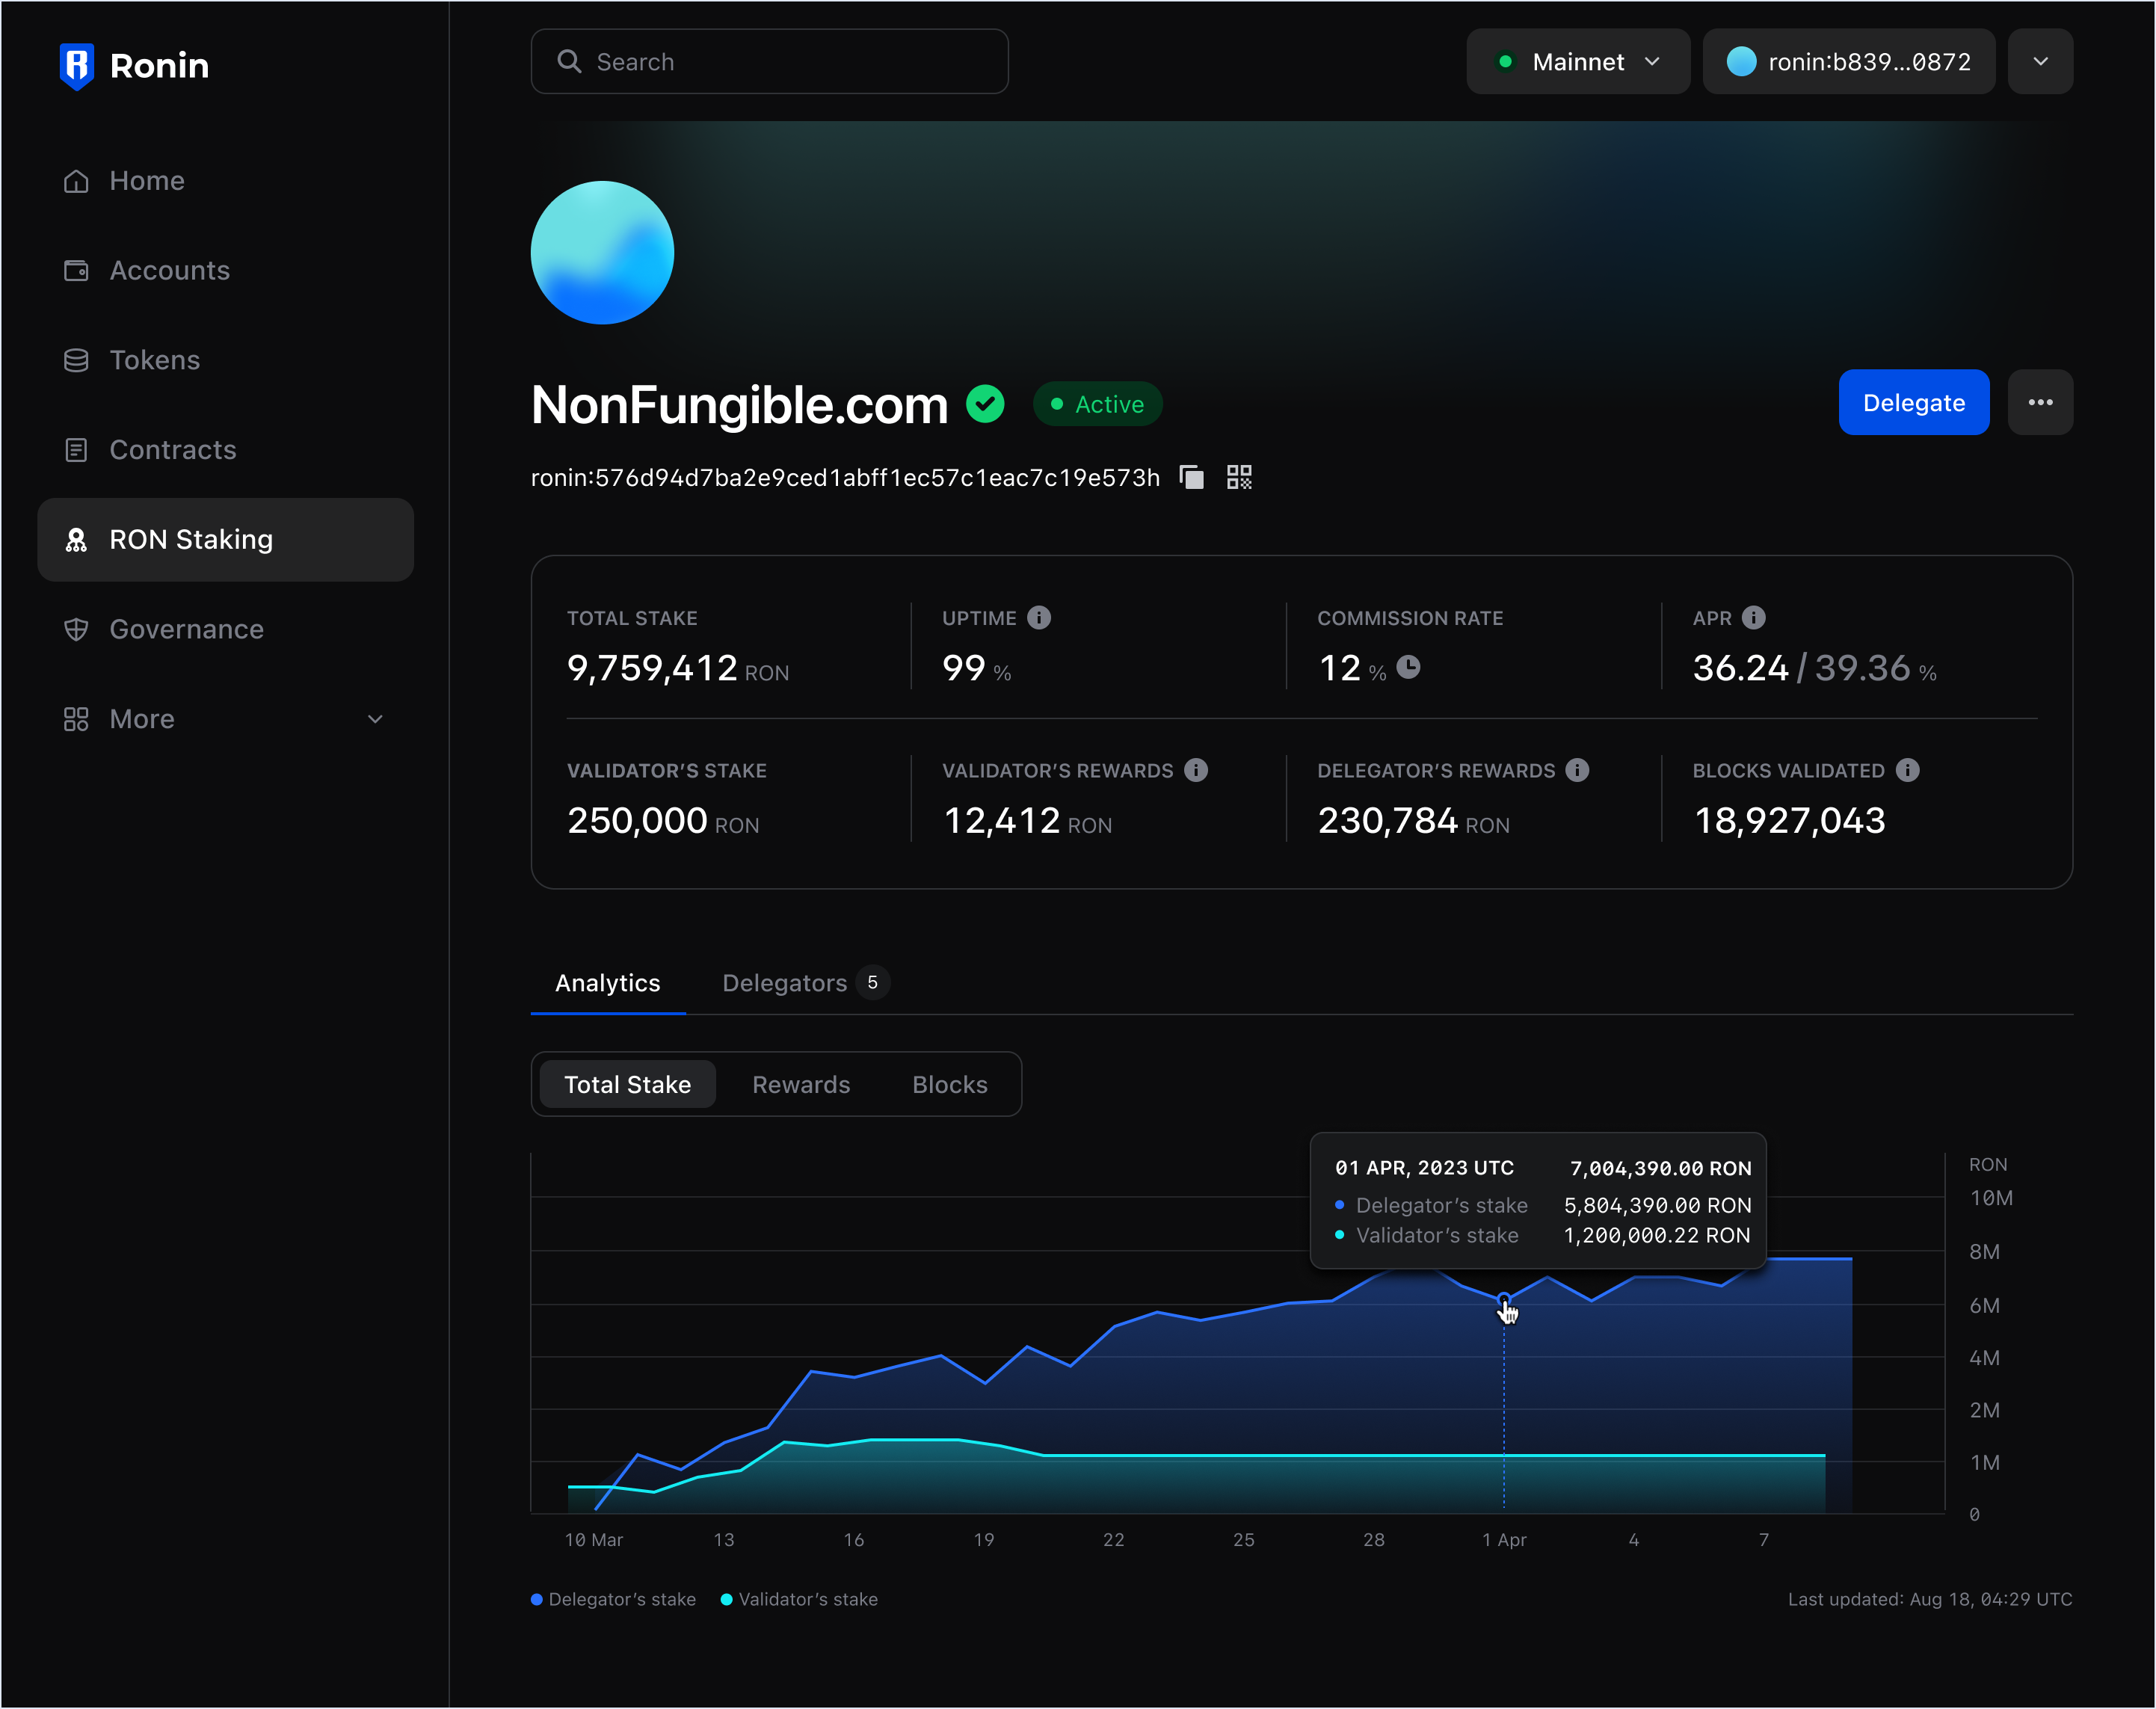 Ronin
Search
Mainnet
ronin:b839...0872
Home
Accounts
Tokens
Contracts
RON Staking
Governance
More
NonFungible.com
Active
Delegate
ronin:576d94d7ba2e9ced1abff1ec57c1eac7c19e573h
TOTAL STAKE
9,759,412 RON
UPTIME
99 %
COMMISSION RATE
12 %
APR
36.24 / 39.36 %
VALIDATOR’S STAKE
250,000 RON
VALIDATOR’S REWARDS
12,412 RON
DELEGATOR’S REWARDS
230,784 RON
BLOCKS VALIDATED
18,927,043
Analytics
Delegators 5
Total Stake
Rewards
Blocks
01 APR, 2023 UTC 7,004,390.00 RON
Delegator’s stake 5,804,390.00 RON
Validator’s stake 1,200,000.22 RON
RON
10M
8M
6M
4M
2M
1M
0
10 Mar 13 16 19 22 25 28 1 Apr 4 7
Delegator’s stake
Validator’s stake
Last updated: Aug 18, 04:29 UTC